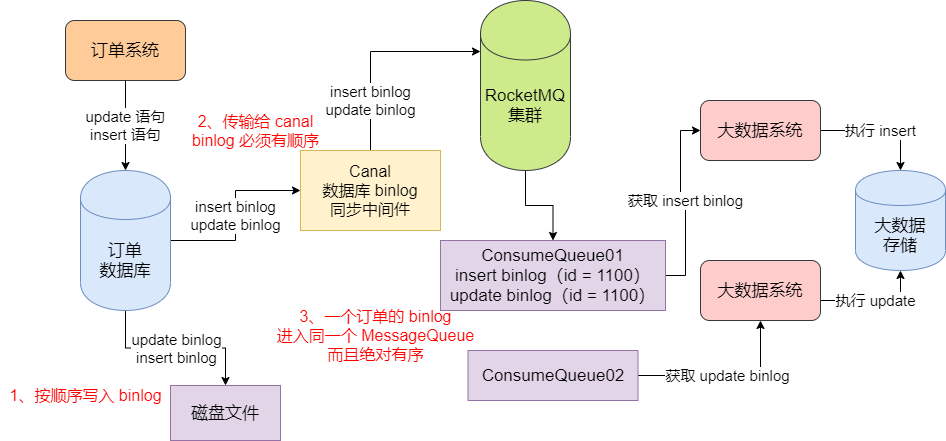 订单系统
update 语句
insert 语句
订单
数据库
update binlog
insert binlog
1、按顺序写入 binlog
磁盘文件
insert binlog
update binlog
2、传输给 canal
binlog 必须有顺序
Canal
数据库 binlog
同步中间件
insert binlog
update binlog
RocketMQ
集群
ConsumeQueue01
insert binlog（id = 1100）
update binlog（id = 1100）
3、一个订单的 binlog
进入同一个 MessageQueue
而且绝对有序
ConsumeQueue02
获取 insert binlog
大数据系统
执行 insert
大数据
存储
大数据系统
执行 update
获取 update binlog